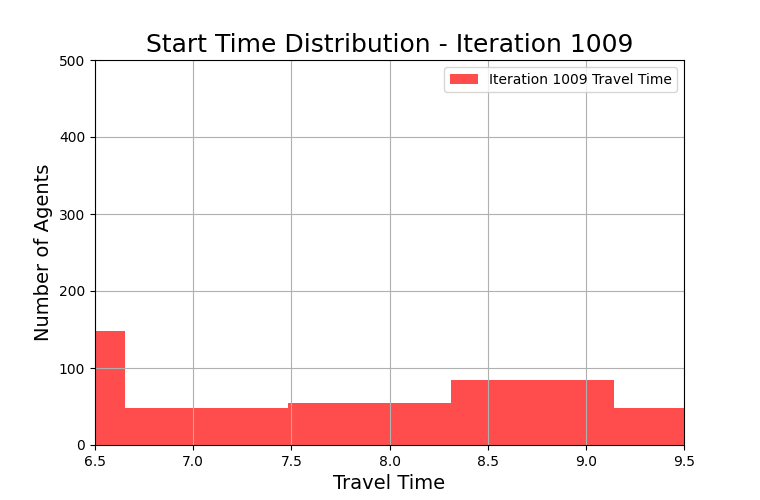 Start Time Distribution - Iteration 1009
Iteration 1009 Travel Time
Number of Agents
500
400
300
200
100
0
6.5 7.0 7.5 8.0 8.5 9.0 9.5
Travel Time